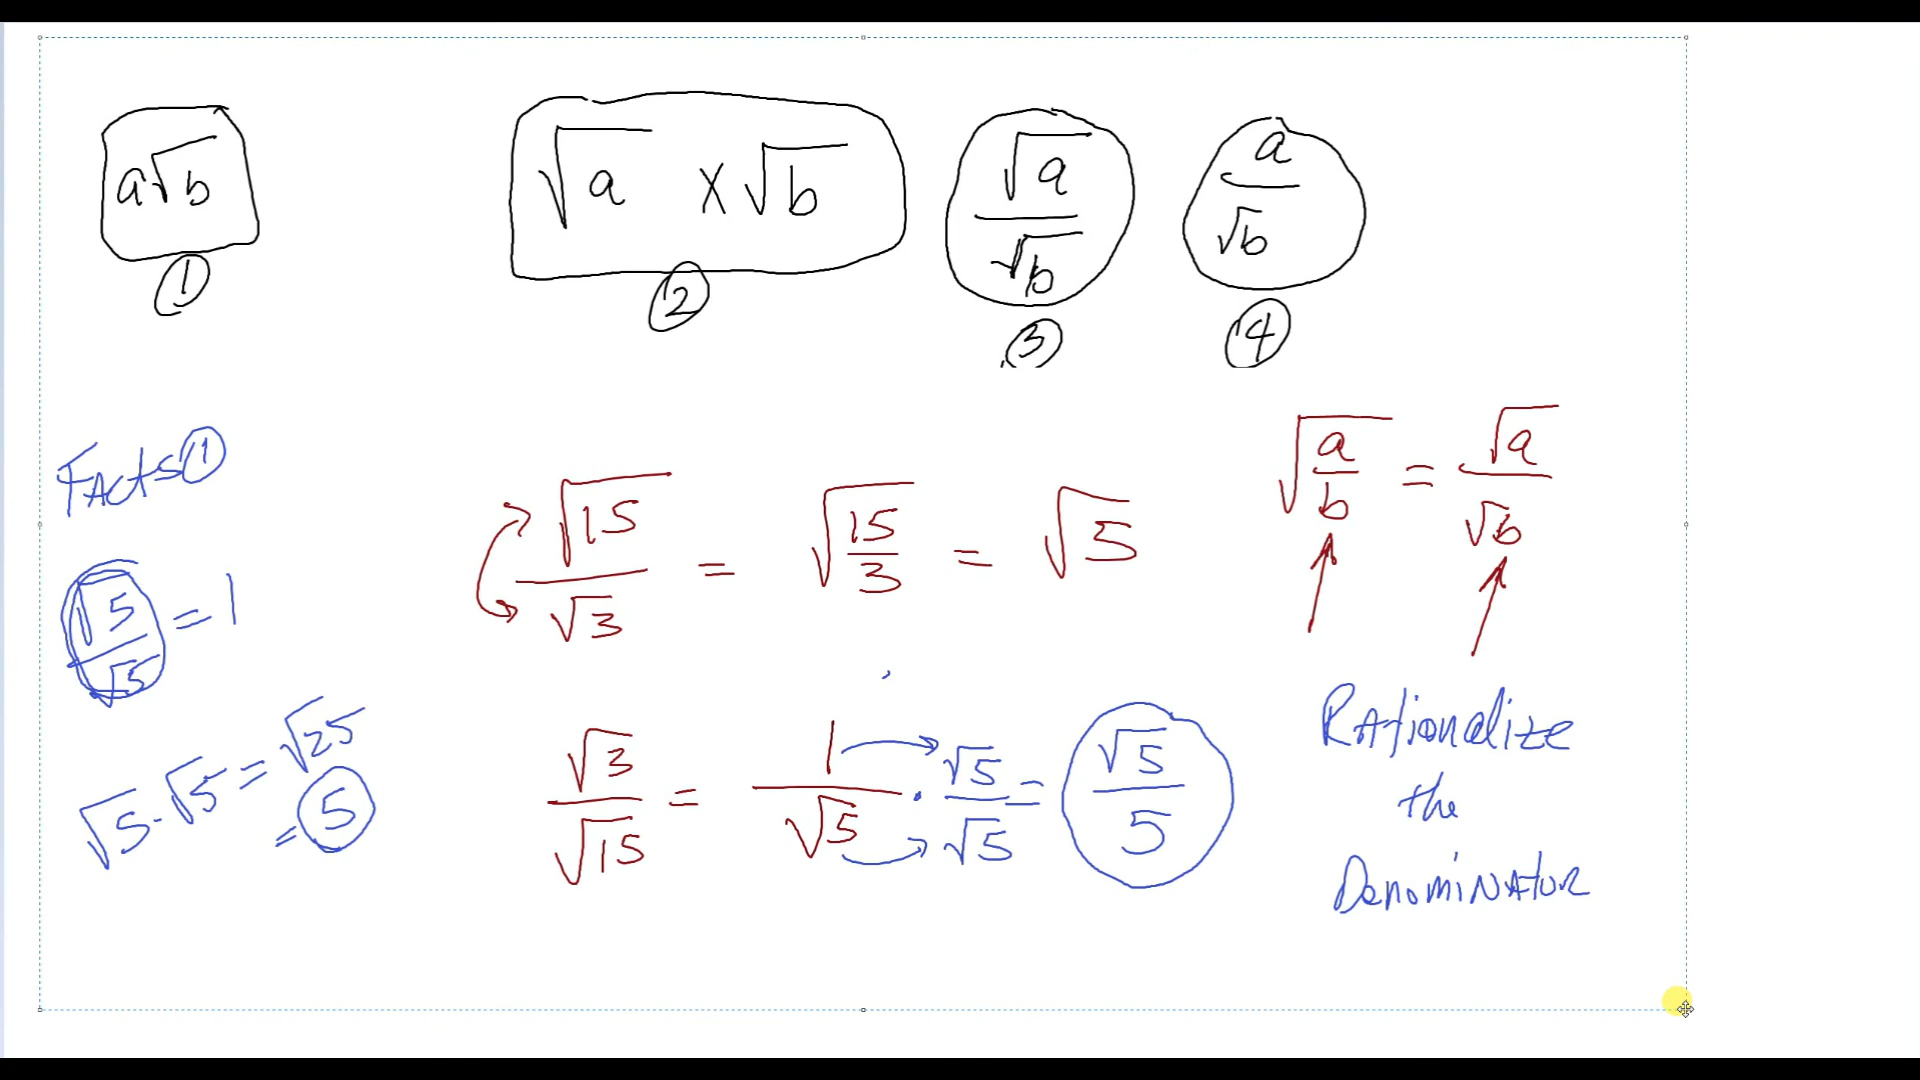 a√b
√a x √b
√a/√b
a/√b
1
2
3
4
Facts 1
√5/√5 = 1
√5 · √5 = √25
= 5
√15/√3 = √(15/3) = √5
√(a/b) = √a/√b
√3/√15 = 1/√5 · √5/√5 = √5/5
Rationalize
the
Denominator